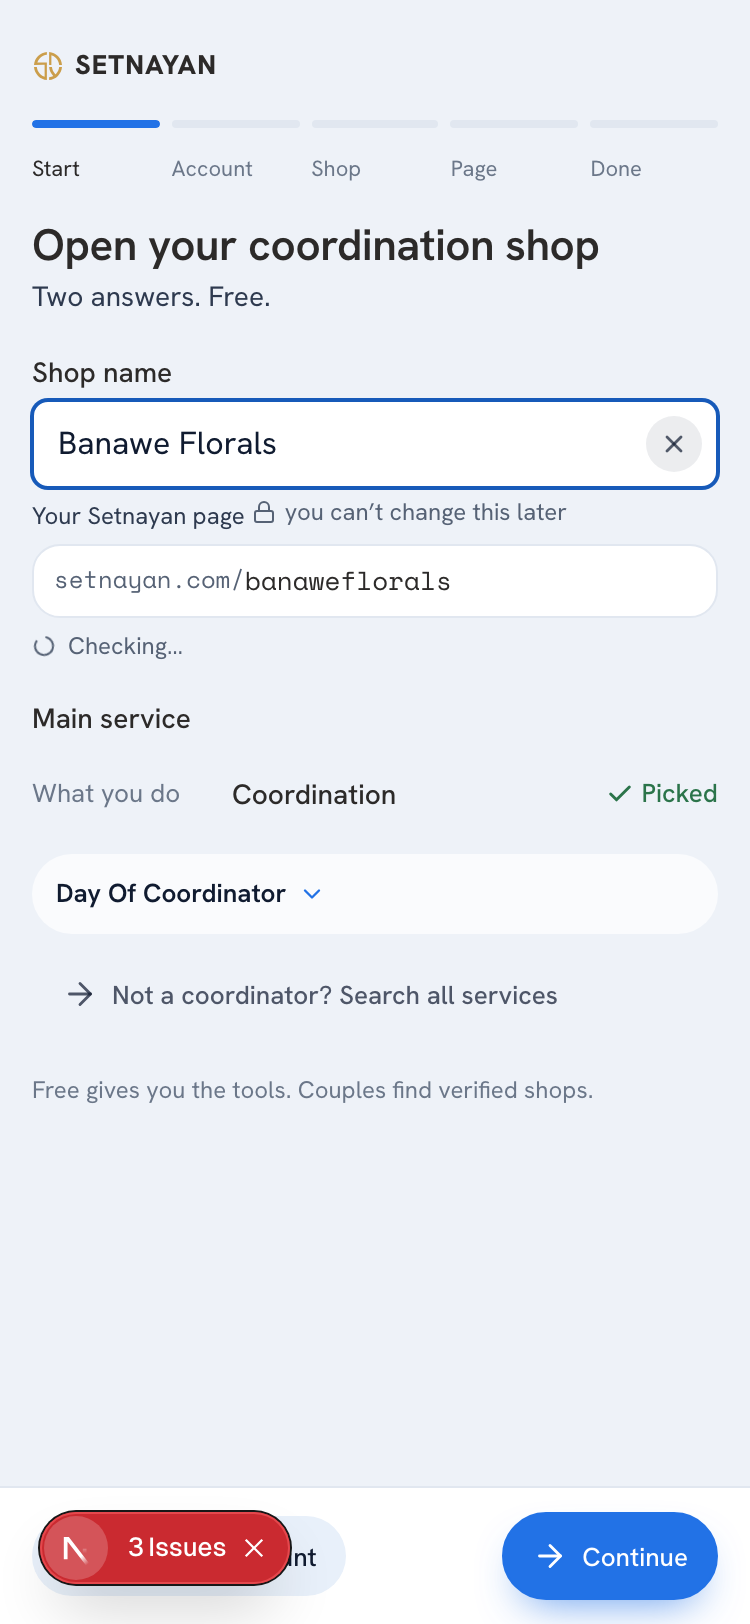 SETNAYAN
Start Account Shop Page Done
Open your coordination shop
Two answers. Free.
Shop name
Banawe Florals
Your Setnayan page you can’t change this later
setnayan.com/banaweflorals
Checking…
Main service
What you do Coordination Picked
Day Of Coordinator
Not a coordinator? Search all services
Free gives you the tools. Couples find verified shops.
3 Issues
Continue